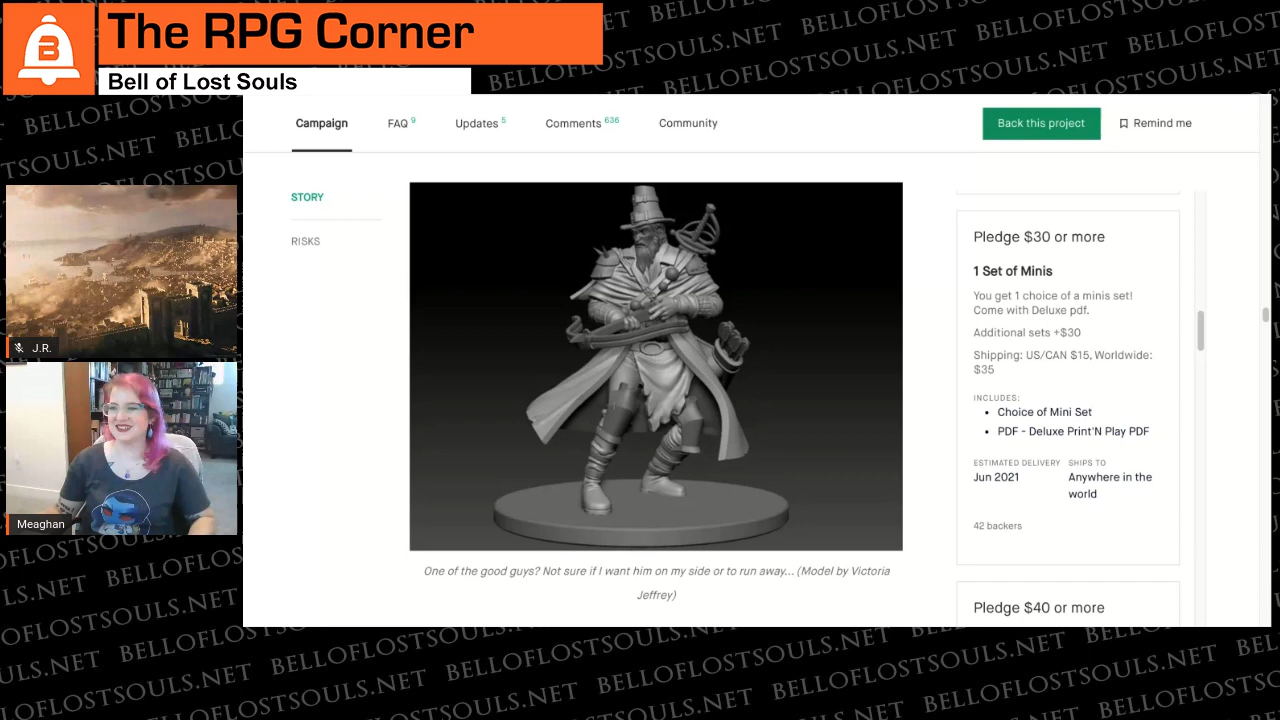 The RPG Corner
Bell of Lost Souls
Campaign
FAQ 9
Updates 5
Comments 636
Community
Back this project
Remind me
STORY
RISKS
J.R.
Meaghan
One of the good guys? Not sure if I want him on my side or to run away... (Model by Victoria
Jeffrey)
Pledge $30 or more
1 Set of Minis
You get 1 choice of a minis set!
Come with Deluxe pdf.
Additional sets +$30
Shipping: US/CAN $15, Worldwide:
$35
INCLUDES:
• Choice of Mini Set
• PDF - Deluxe Print'N Play PDF
ESTIMATED DELIVERY
Jun 2021
SHIPS TO
Anywhere in the
world
42 backers
Pledge $40 or more
BELLOFLOSTSOULS.NET